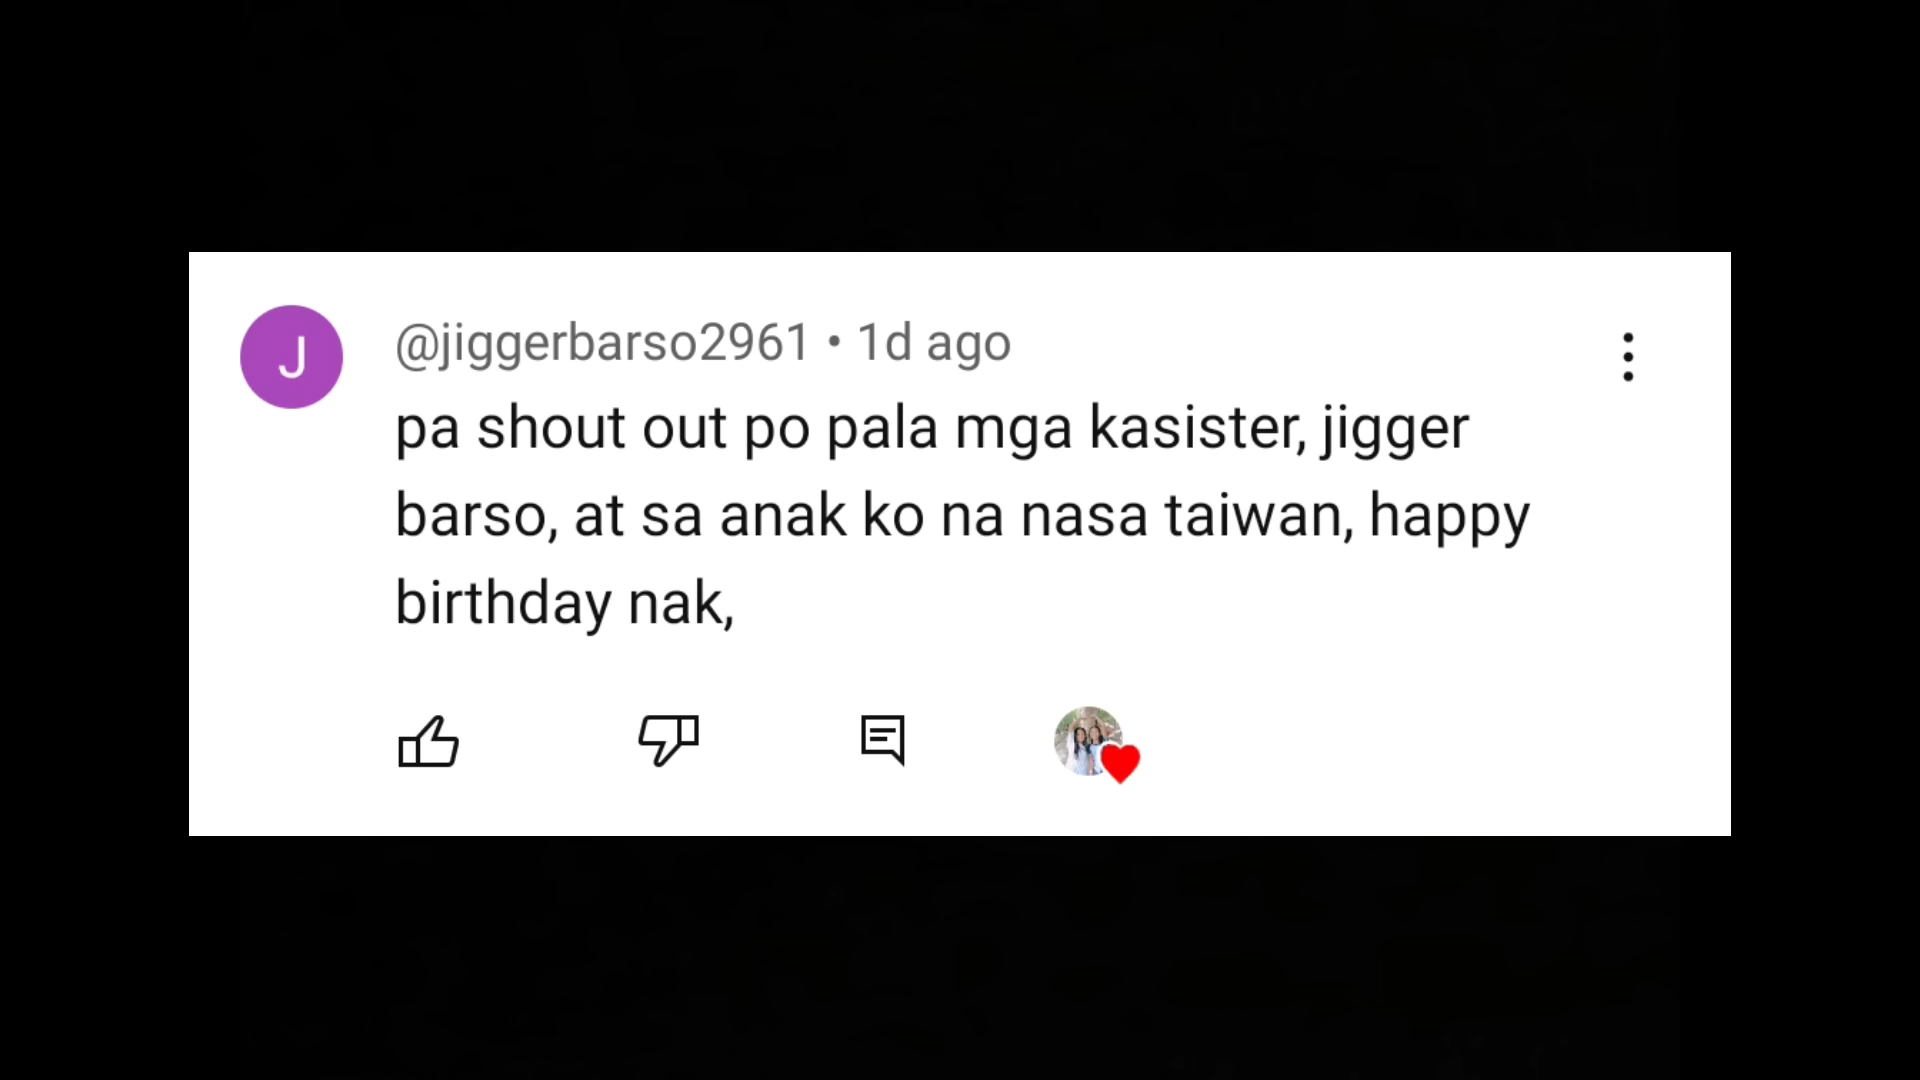 J
@jiggerbarso2961 • 1d ago
pa shout out po pala mga kasister, jigger
barso, at sa anak ko na nasa taiwan, happy
birthday nak,